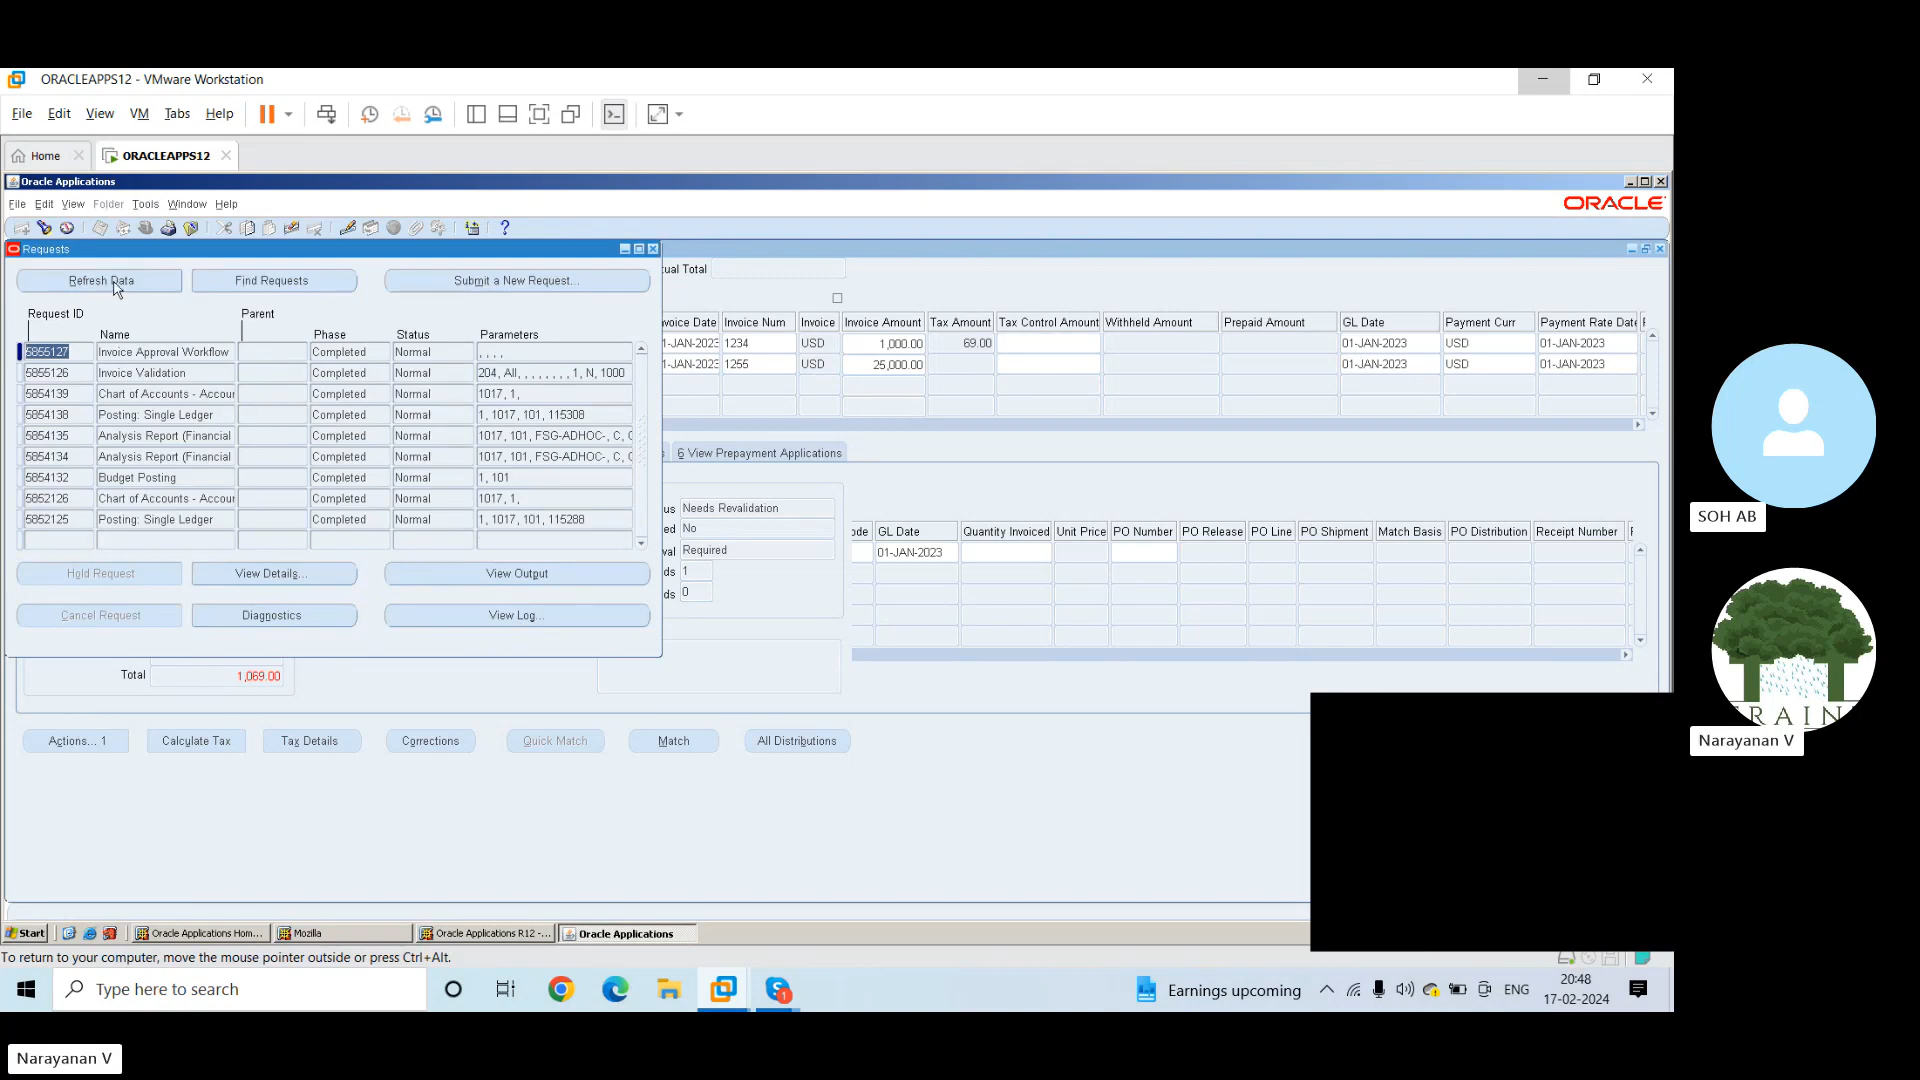 ORACLEAPPS12 - VMware Workstation
File Edit View VM Tabs Help
Home ORACLEAPPS12
Oracle Applications
File Edit View Folder Tools Window Help ORACLE
Requests
Refresh Data Find Requests Submit a New Request...
Request ID Parent
Name Phase Status Parameters
5855127 Invoice Approval Workflow Completed Normal , , , ,
5855126 Invoice Validation Completed Normal 204, All, , , , , , , , 1, N, 1000
5854139 Chart of Accounts - Accour Completed Normal 1017, 1,
5854138 Posting: Single Ledger Completed Normal 1, 1017, 101, 115308
5854135 Analysis Report (Financial Completed Normal 1017, 101, FSG-ADHOC-, C,
5854134 Analysis Report (Financial Completed Normal 1017, 101, FSG-ADHOC-, C,
5854132 Budget Posting Completed Normal 1, 101
5852126 Chart of Accounts - Accour Completed Normal 1017, 1,
5852125 Posting: Single Ledger Completed Normal 1, 1017, 101, 115288
Hold Request View Details... View Output
Cancel Request Diagnostics View Log...
tual Total
voice Date Invoice Num Invoice Invoice Amount Tax Amount Tax Control Amount Withheld Amount Prepaid Amount GL Date Payment Curr Payment Rate Date
1-JAN-2023 1234 USD 1,000.00 69.00 01-JAN-2023 USD 01-JAN-2023
1-JAN-2023 1255 USD 25,000.00 01-JAN-2023 USD 01-JAN-2023
6 View Prepayment Applications
us Needs Revalidation
ed No
val Required
ds 1
ds 0
ode GL Date Quantity Invoiced Unit Price PO Number PO Release PO Line PO Shipment Match Basis PO Distribution Receipt Number
01-JAN-2023
Total 1,069.00
Actions... 1 Calculate Tax Tax Details Corrections Quick Match Match All Distributions
Start Oracle Applications Hom... Mozilla Oracle Applications R12 -... Oracle Applications
To return to your computer, move the mouse pointer outside or press Ctrl+Alt.
Type here to search 1 Earnings upcoming ENG 20:48
17-02-2024
SOH AB
RAIN
Narayanan V
Narayanan V